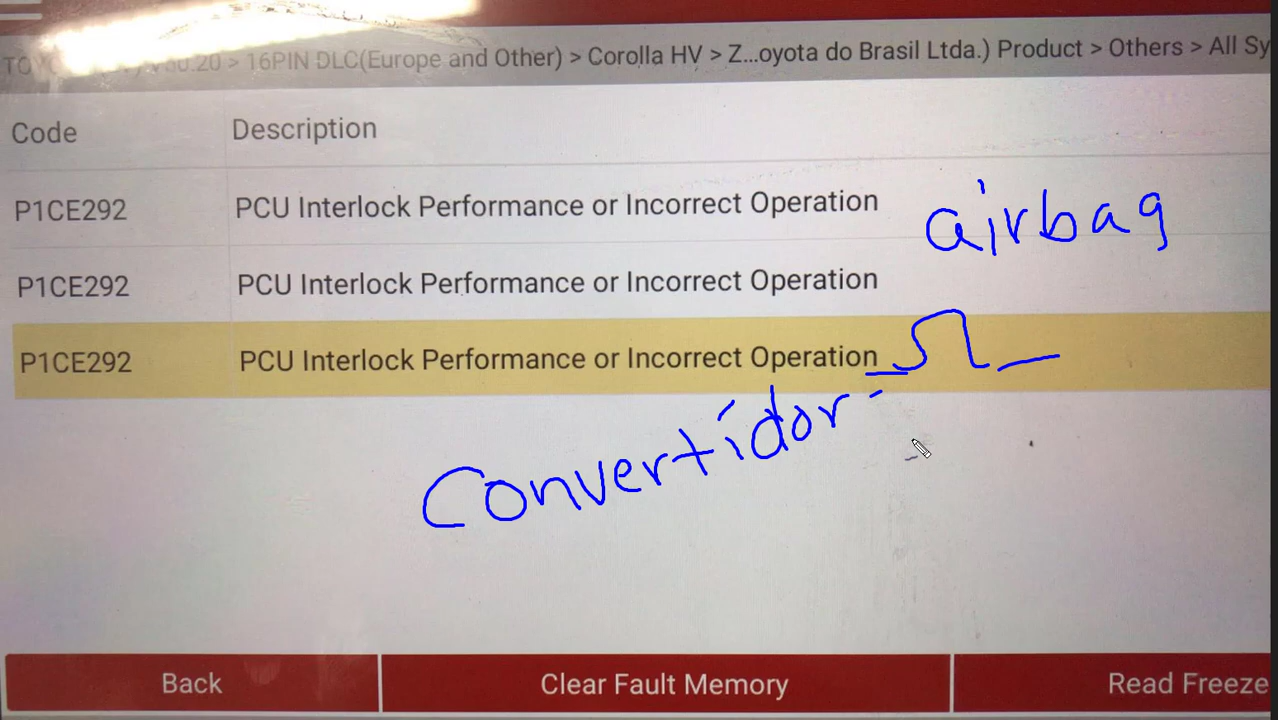 20 > 16PIN DLC(Europe and Other) > Corolla HV > Z...oyota do Brasil Ltda.) Product > Others > All Sy
Code Description
P1CE292 PCU Interlock Performance or Incorrect Operation
airbag
P1CE292 PCU Interlock Performance or Incorrect Operation
P1CE292 PCU Interlock Performance or Incorrect Operation
Convertidor = Ω
Back Clear Fault Memory Read Freeze